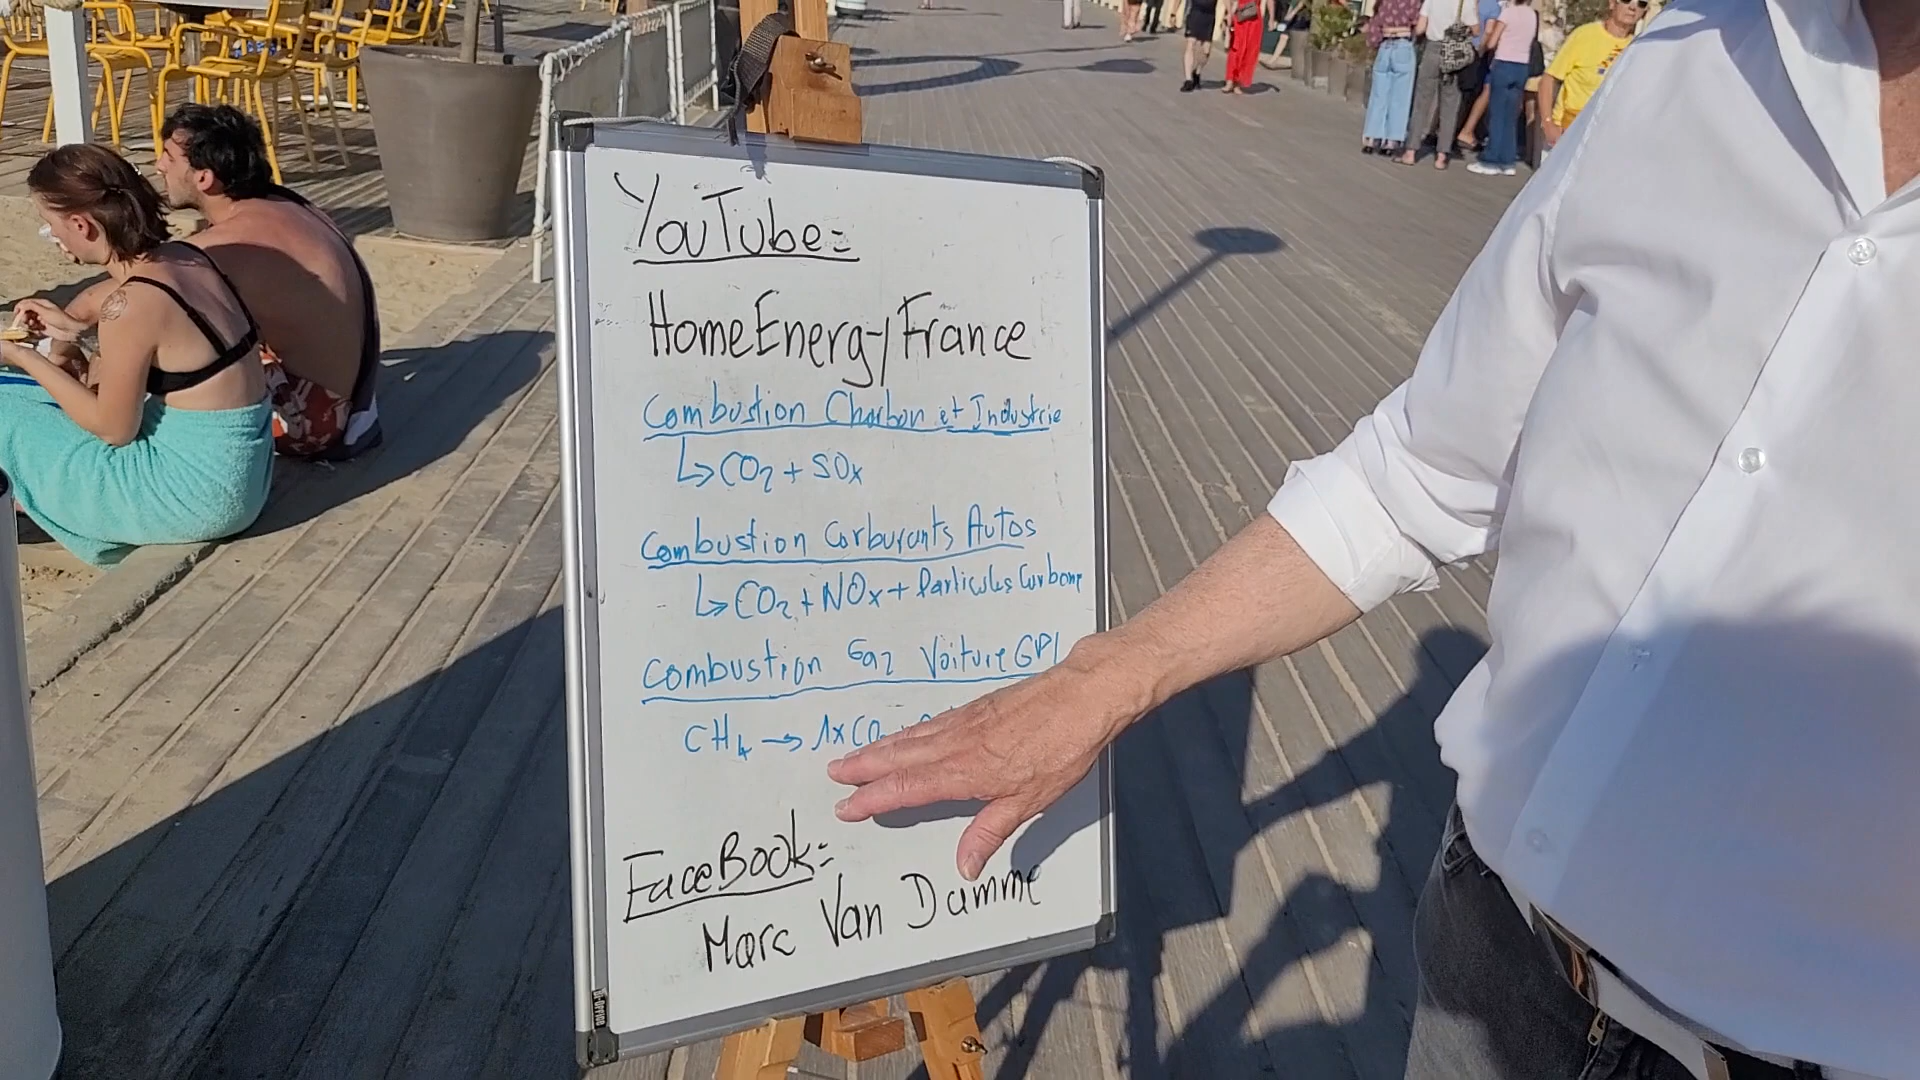 YouTube=
HomeEnergyFrance
Combustion Charbon et Industrie
↳ CO₂ + SOx
Combustion Carburants Autos
↳ CO₂ + NOx + Particules Carbone
Combustion Gaz Voiture GPL
CH₄ → 1xCO₂
FaceBook=
Marc Van Damme